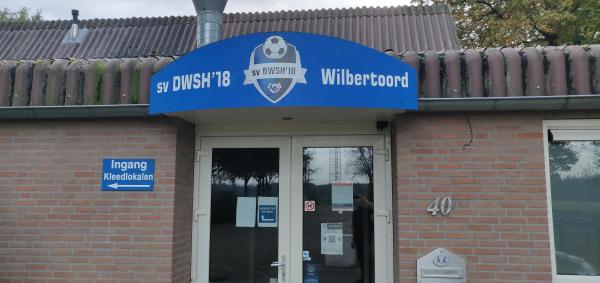 sv DWSH'18
sv DWSH'18
Wilbertoord
Ingang
Kleedlokalen
40